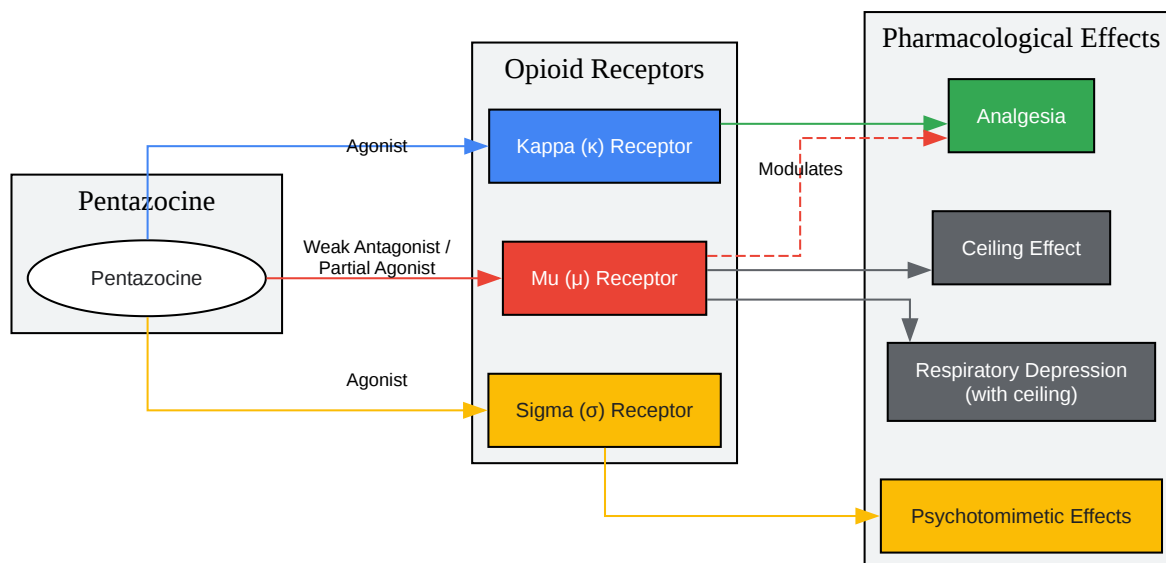 Pentazocine
Pentazocine
Agonist
Weak Antagonist /
Partial Agonist
Agonist
Opioid Receptors
Kappa (κ) Receptor
Mu (μ) Receptor
Sigma (σ) Receptor
Modulates
Pharmacological Effects
Analgesia
Ceiling Effect
Respiratory Depression
(with ceiling)
Psychotomimetic Effects